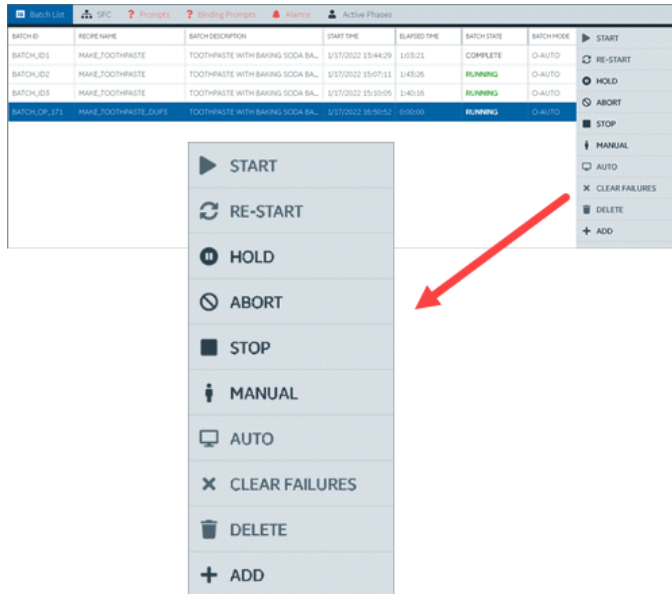 Batch List SFC ? Prompts ? Binding Prompts Alarms Active Phases
BATCH ID RECIPE NAME BATCH DESCRIPTION START TIME ELAPSED TIME BATCH STATE BATCH MODE
BATCH_ID1 MAKE_TOOTHPASTE TOOTHPASTE WITH BAKING SODA BA... 1/17/2022 13:44:29 1:03:21 COMPLETE O-AUTO
BATCH_ID2 MAKE_TOOTHPASTE TOOTHPASTE WITH BAKING SODA BA... 1/17/2022 15:07:11 1:43:26 RUNNING O-AUTO
BATCH_ID3 MAKE_TOOTHPASTE TOOTHPASTE WITH BAKING SODA BA... 1/17/2022 15:10:05 1:40:16 RUNNING O-AUTO
BATCH_OP_171 MAKE_TOOTHPASTE_DUFS TOOTHPASTE WITH BAKING SODA BA... 1/17/2022 16:50:52 0:00:00 RUNNING O-AUTO
START
RE-START
HOLD
ABORT
STOP
MANUAL
AUTO
CLEAR FAILURES
DELETE
ADD
START
RE-START
HOLD
ABORT
STOP
MANUAL
AUTO
CLEAR FAILURES
DELETE
ADD